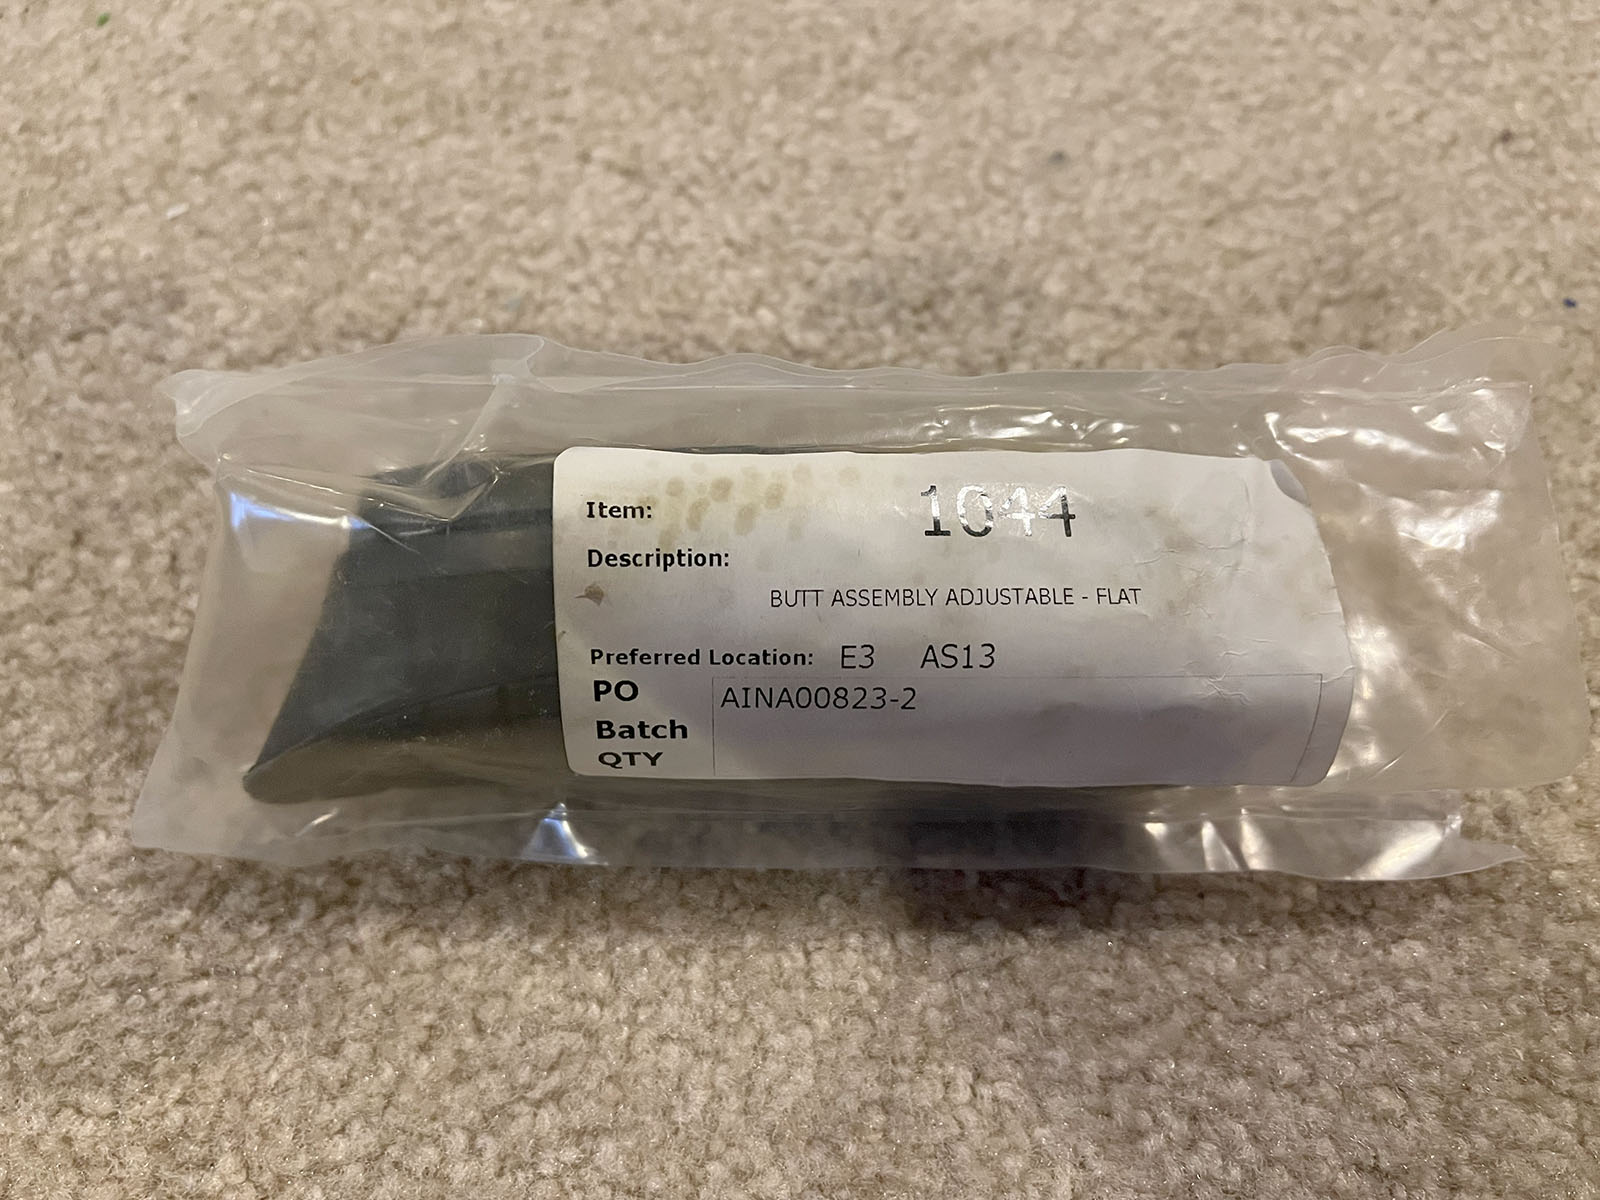 Item: 1044
Description:
BUTT ASSEMBLY ADJUSTABLE - FLAT
Preferred Location: E3 AS13
PO AINA00823-2
Batch
QTY